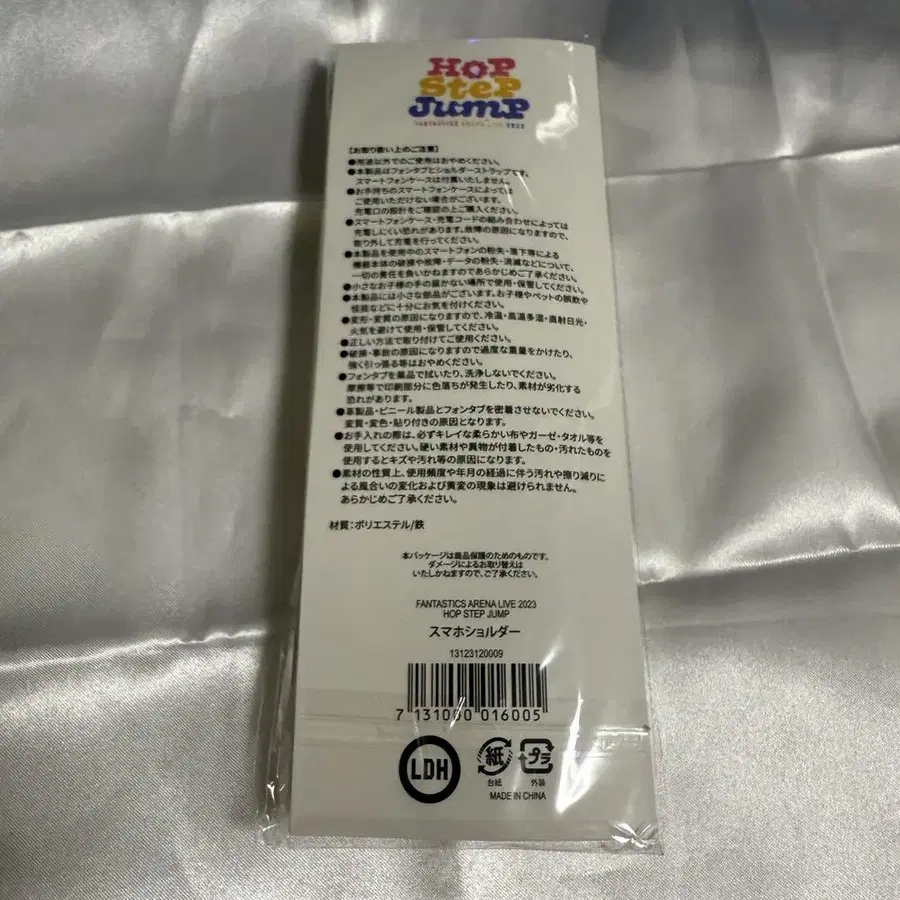 HOP
SteP
JumP
FANTASTICS ARENA LIVE 2023
【お取り扱い上のご注意】
●用途以外でのご使用はおやめください。
●本製品はフォンタブとショルダーストラップです。
スマートフォンケースは付属いたしません。
●お手持ちのスマートフォンケースによっては
ご使用いただけない場合がございます。
充電口の設計をご確認の上ご購入ください。
●スマートフォンケース・充電コードの組み合わせによっては
充電しにくい恐れがあります。故障の原因になりますので、
取り外して充電を行ってください。
●本製品を使用中のスマートフォンの紛失・落下等による
機器本体の破損や故障・データの紛失・消滅などについて、
一切の責任を負いかねますのであらかじめご了承ください。
●小さなお子様の手の届かない場所で使用・保管してください。
●本製品には小さな部品がございます。お子様やペットの誤飲や
怪我などに十分にお気を付けください。
●変形・変質の原因になりますので、冷温・高温多湿・直射日光・
火気を避けて使用・保管してください。
●正しい方法で取り付けてご使用ください。
●破損・事故の原因になりますので過度な重量をかけたり、
強く引っ張る等はおやめください。
●フォンタブを薬品で拭いたり、洗浄しないでください。
摩擦等で印刷部分に色落ちが発生したり、素材が劣化する
恐れがあります。
●革製品・ビニール製品とフォンタブを密着させないでください。
変質・変色・貼り付きの原因となります。
●お手入れの際は、必ずキレイな柔らかい布やガーゼ・タオル等を
使用してください。硬い素材や異物が付着したもの・汚れたものを
使用するとキズや汚れ等の原因になります。
●素材の性質上、使用頻度や年月の経過に伴う汚れや擦り減りに
よる風合いの変化および黄変の現象は避けられません。
あらかじめご了承ください。
材質:ポリエステル/鉄
本パッケージは商品保護のためのものです。
ダメージによるお取り替えは
いたしかねますので、ご了承ください。
FANTASTICS ARENA LIVE 2023
HOP STEP JUMP
スマホショルダー
13123120009
7 131000 016005
LDH
紙
台紙
プラ
外装
MADE IN CHINA